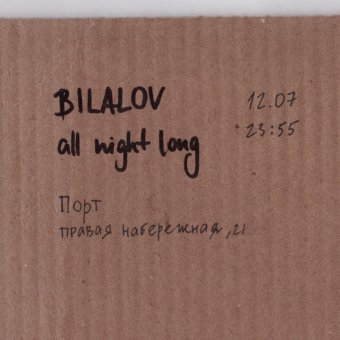 BILALOV
all night long
12.07
23:55
Порт
правая набережная, 21